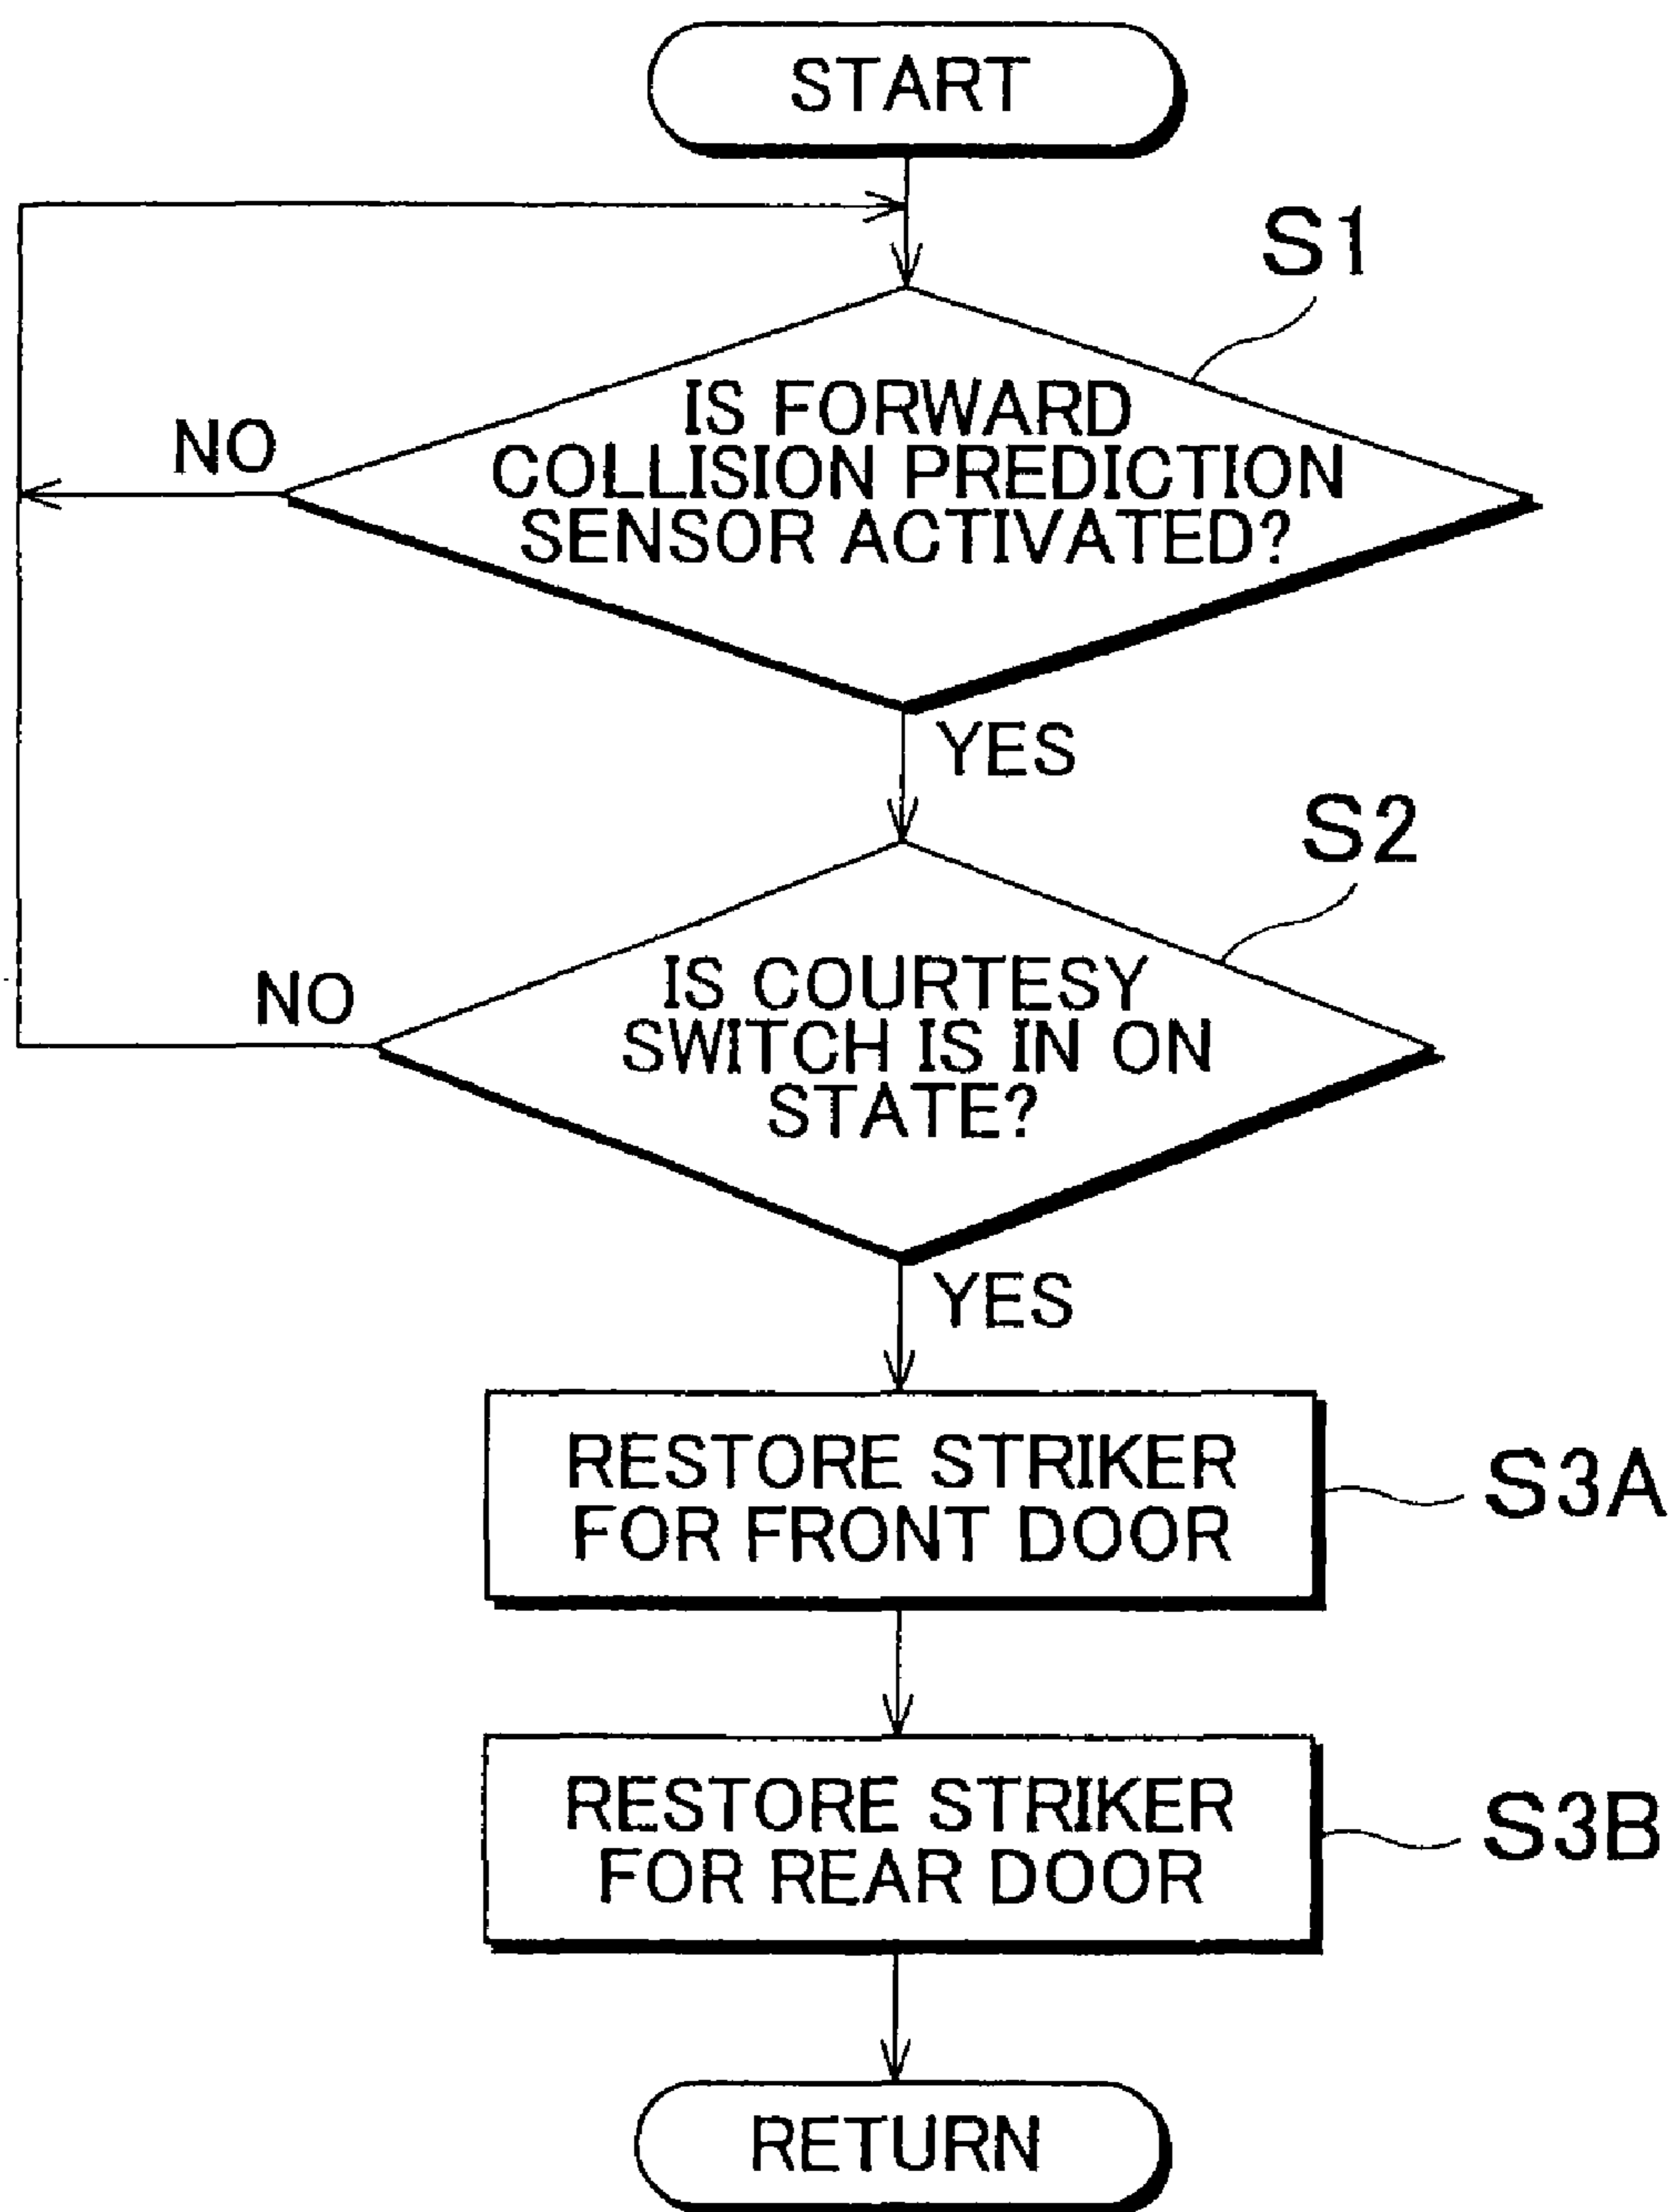 START
S1
IS FORWARD
COLLISION PREDICTION
SENSOR ACTIVATED?
NO
YES
S2
IS COURTESY
SWITCH IS IN ON
STATE?
NO
YES
RESTORE STRIKER
FOR FRONT DOOR
S3A
RESTORE STRIKER
FOR REAR DOOR
S3B
RETURN